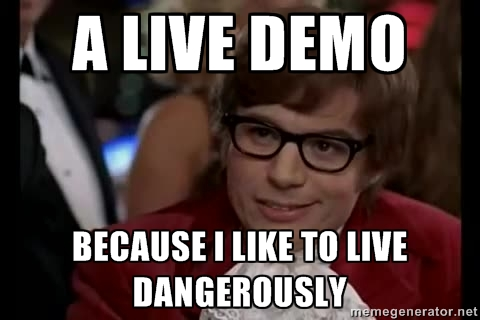 A LIVE DEMO
BECAUSE I LIKE TO LIVE
DANGEROUSLY
memegenerator.net